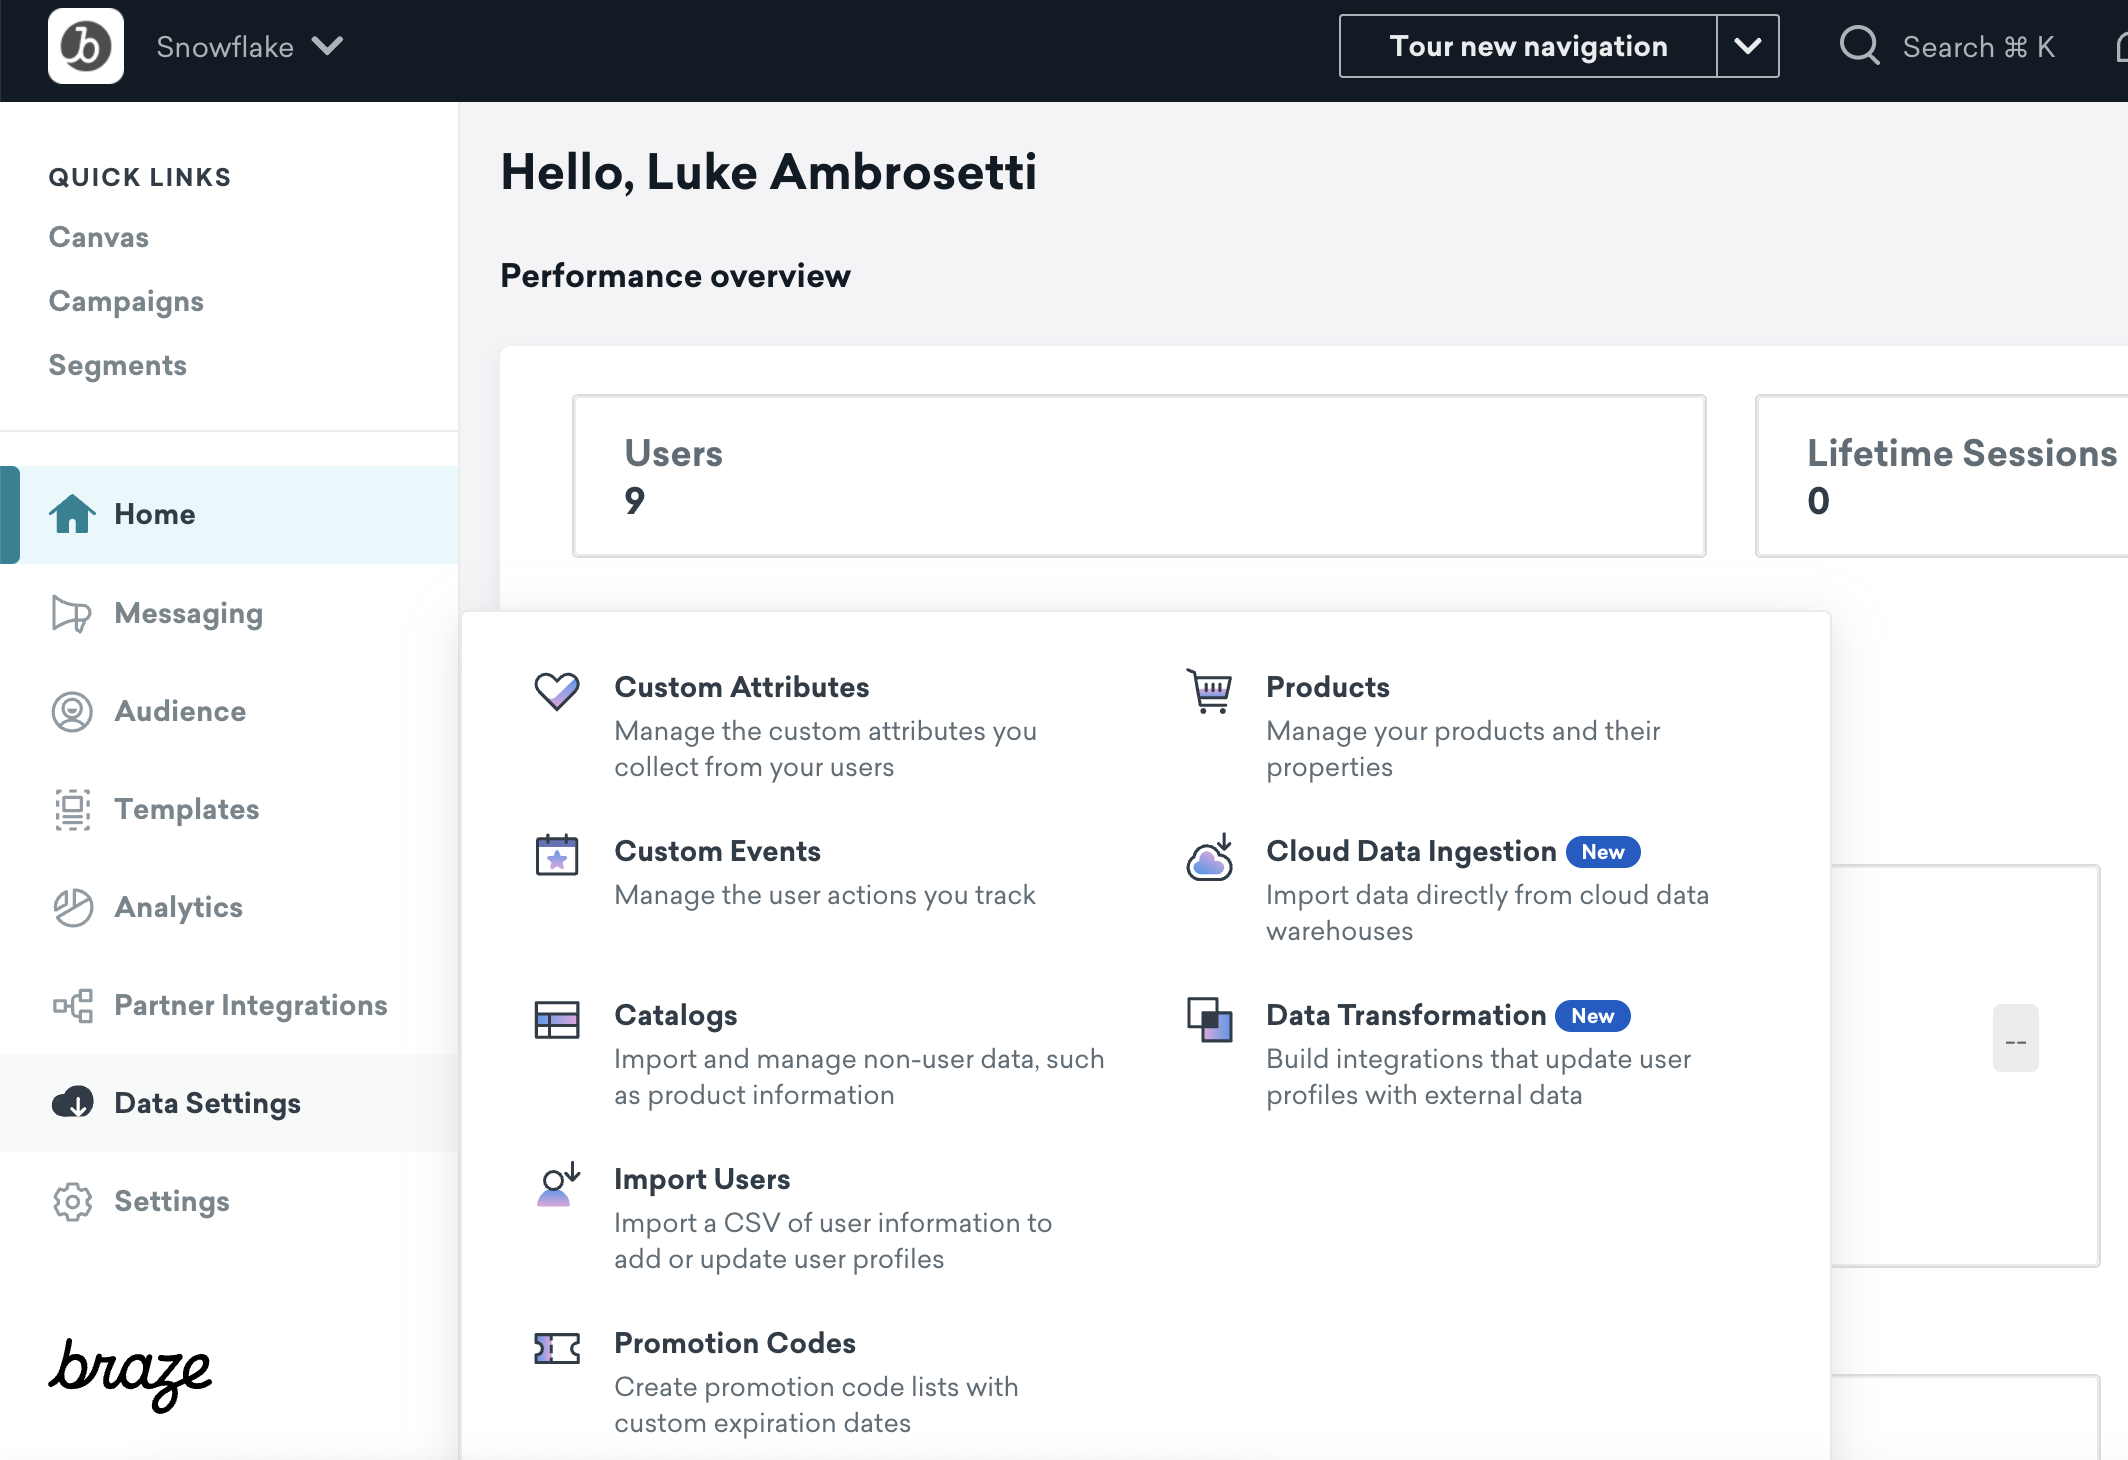 Snowflake
Tour new navigation
Search ⌘ K
QUICK LINKS
Canvas
Campaigns
Segments
Home
Messaging
Audience
Templates
Analytics
Partner Integrations
Data Settings
Settings
braze
Hello, Luke Ambrosetti
Performance overview
Users
9
Lifetime Sessions
0
Custom Attributes
Manage the custom attributes you
collect from your users
Custom Events
Manage the user actions you track
Catalogs
Import and manage non-user data, such
as product information
Import Users
Import a CSV of user information to
add or update user profiles
Promotion Codes
Create promotion code lists with
custom expiration dates
Products
Manage your products and their
properties
Cloud Data Ingestion New
Import data directly from cloud data
warehouses
Data Transformation New
Build integrations that update user
profiles with external data
--